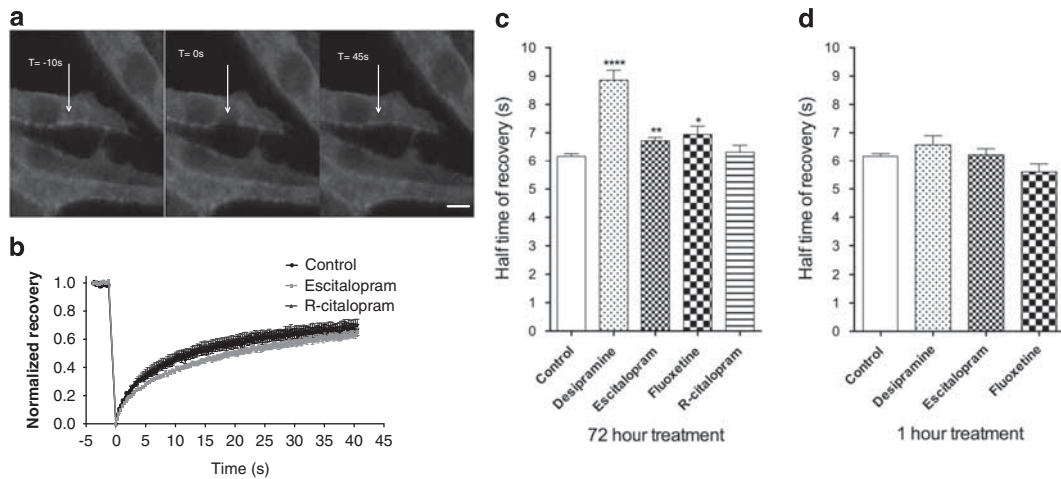 a
T= -10s
T= 0s
T= 45s
b
Control
Escitalopram
R-citalopram
Normalized recovery
1.0
0.8
0.6
0.4
0.2
0.0
-5 0 5 10 15 20 25 30 35 40 45
Time (s)
c
Half time of recovery (s)
10
9
8
7
6
5
4
3
2
1
0
****
**
*
Control
Desipramine
Escitalopram
Fluoxetine
R-citalopram
72 hour treatment
d
Half time of recovery (s)
10
9
8
7
6
5
4
3
2
1
0
Control
Desipramine
Escitalopram
Fluoxetine
1 hour treatment